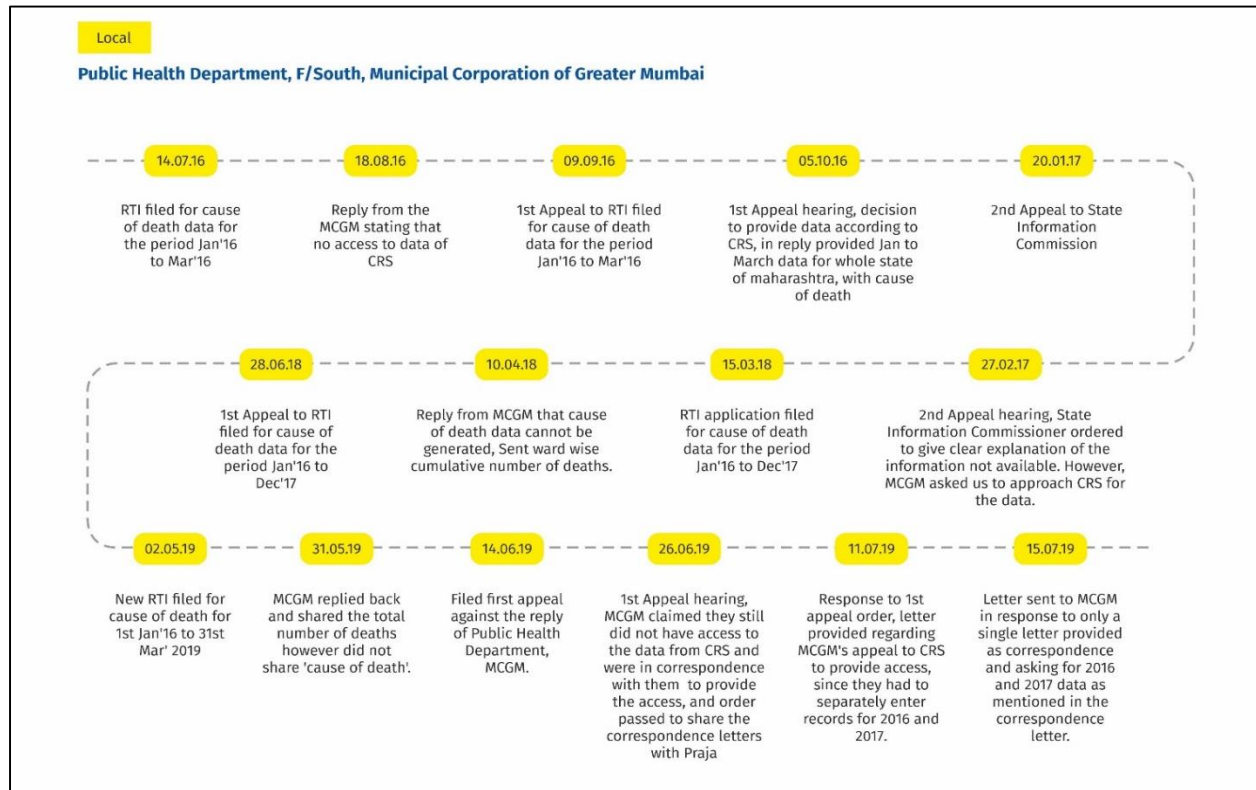 Local
Public Health Department, F/South, Municipal Corporation of Greater Mumbai
14.07.16
RTI filed for cause
of death data for
the period Jan'16
to Mar'16
18.08.16
Reply from the
MCGM stating that
no access to data of
CRS
09.09.16
1st Appeal to RTI filed
for cause of death
data for the period
Jan'16 to Mar'16
05.10.16
1st Appeal hearing, decision
to provide data according to
CRS, in reply provided Jan to
March data for whole state
of maharashtra, with cause
of death
20.01.17
2nd Appeal to State
Information
Commission
27.02.17
2nd Appeal hearing, State
Information Commissioner ordered
to give clear explanation of the
information not available. However,
MCGM asked us to approach CRS for
the data.
15.03.18
RTI application filed
for cause of death
data for the period
Jan'16 to Dec'17
10.04.18
Reply from MCGM that cause
of death data cannot be
generated, Sent ward wise
cumulative number of deaths.
28.06.18
1st Appeal to RTI
filed for cause of
death data for the
period Jan'16 to
Dec'17
02.05.19
New RTI filed for
cause of death for
1st Jan'16 to 31st
Mar' 2019
31.05.19
MCGM replied back
and shared the total
number of deaths
however did not
share 'cause of death'.
14.06.19
Filed first appeal
against the reply
of Public Health
Department,
MCGM.
26.06.19
1st Appeal hearing,
MCGM claimed they still
did not have access to
the data from CRS and
were in correspondence
with them to provide
the access, and order
passed to share the
correspondence letters
with Praja
11.07.19
Response to 1st
appeal order, letter
provided regarding
MCGM's appeal to CRS
to provide access,
since they had to
separately enter
records for 2016 and
2017.
15.07.19
Letter sent to MCGM
in response to only a
single letter provided
as correspondence
and asking for 2016
and 2017 data as
mentioned in the
correspondence
letter.